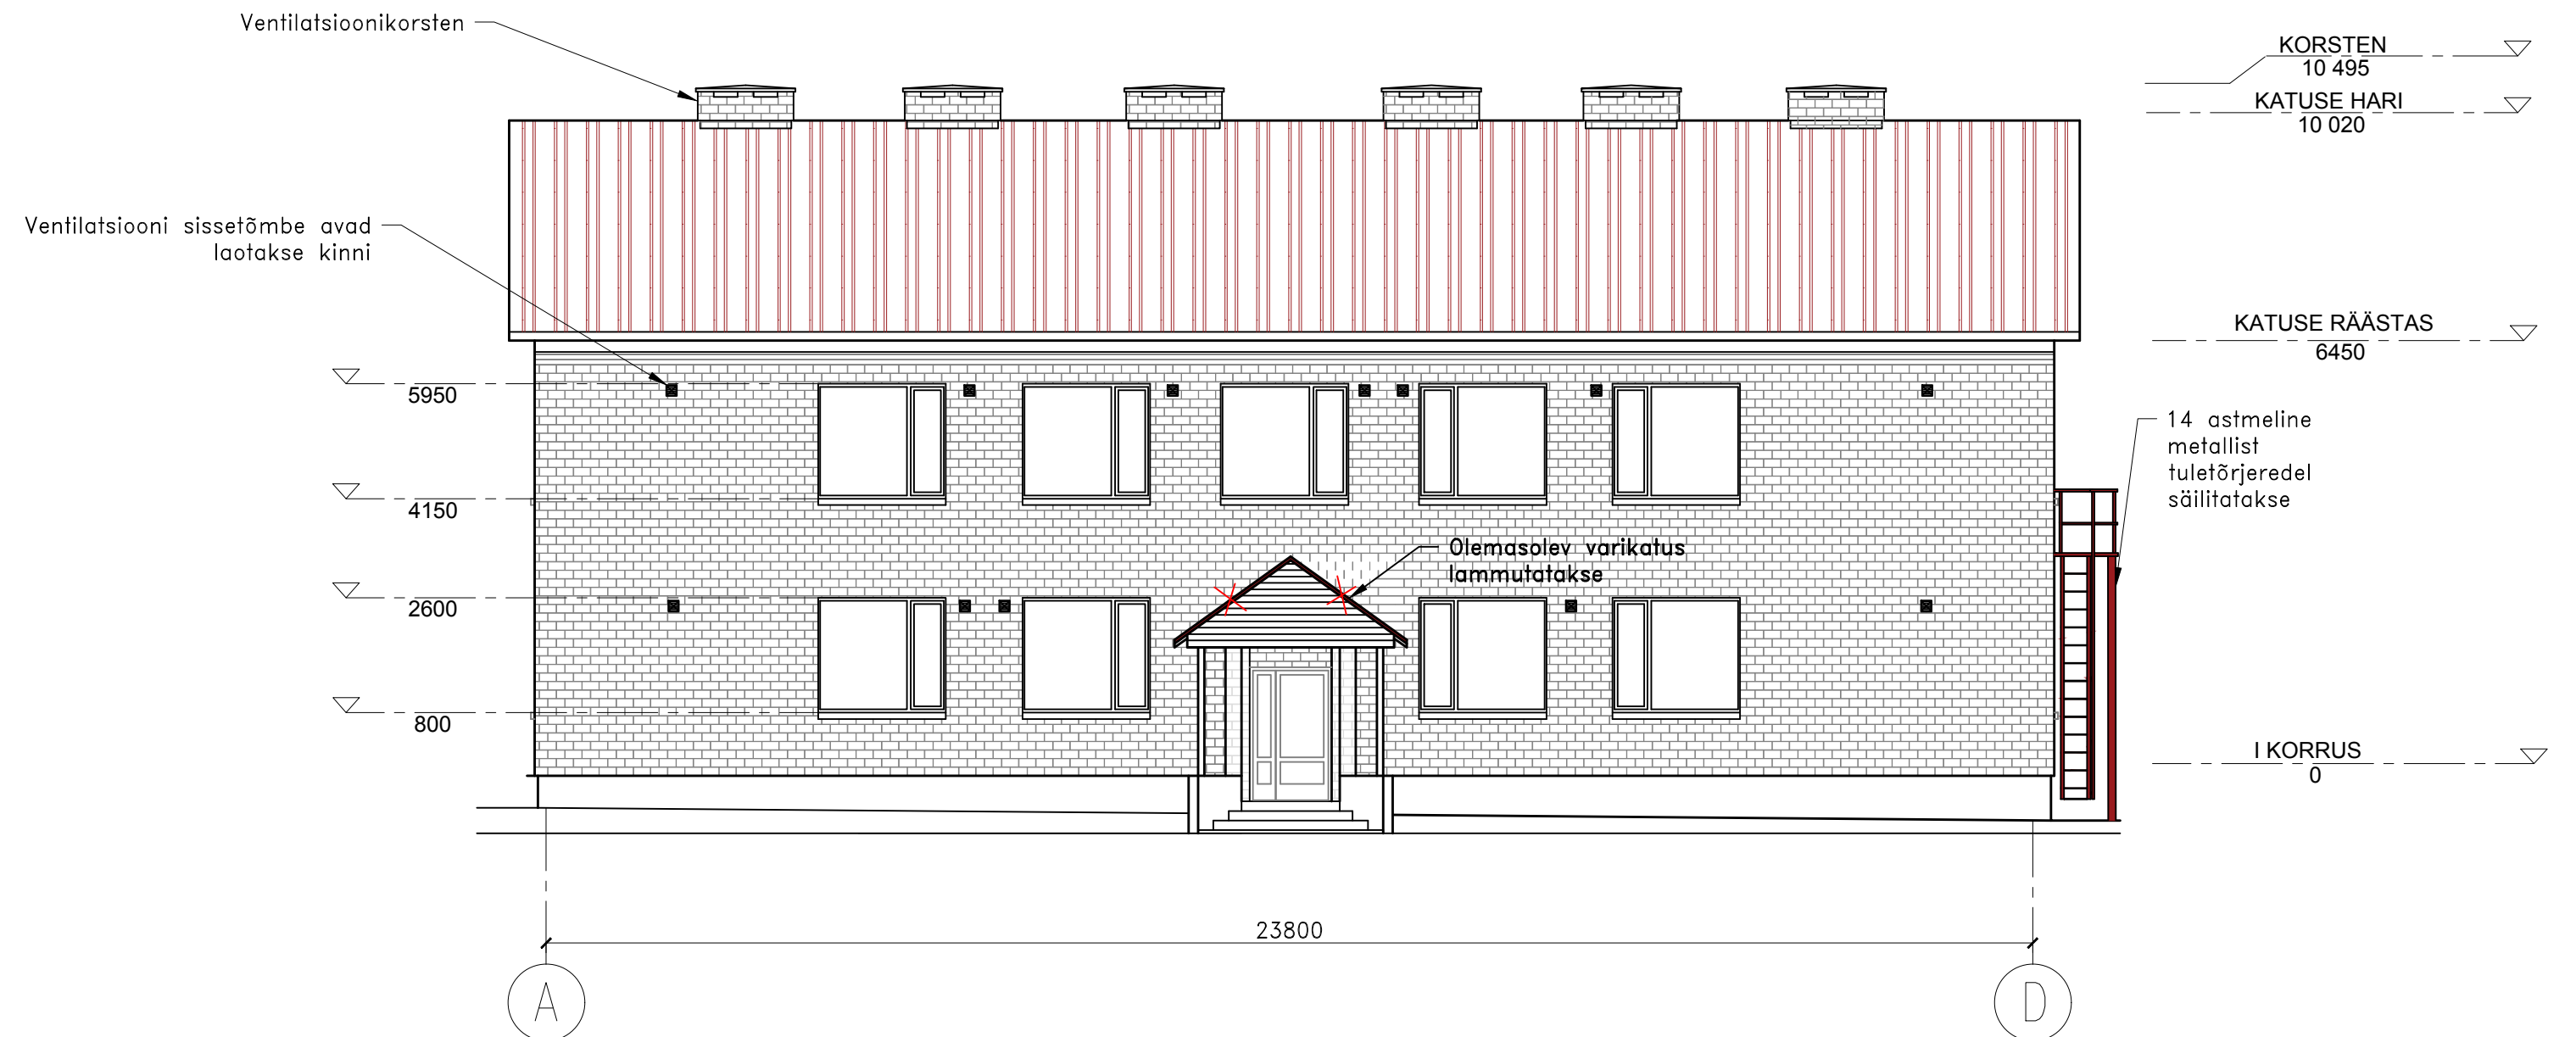 Ventilatsioonikorsten
KORSTEN
10 495
KATUSE HARI
10 020
Ventilatsiooni sissetõmbe avad
laotakse kinni
KATUSE RÄÄSTAS
6450
5950
4150
2600
800
14 astmeline
metallist
tuletõrjeredel
säilitatakse
Olemasolev varikatus
lammutatakse
I KORRUS
0
23800
A
D